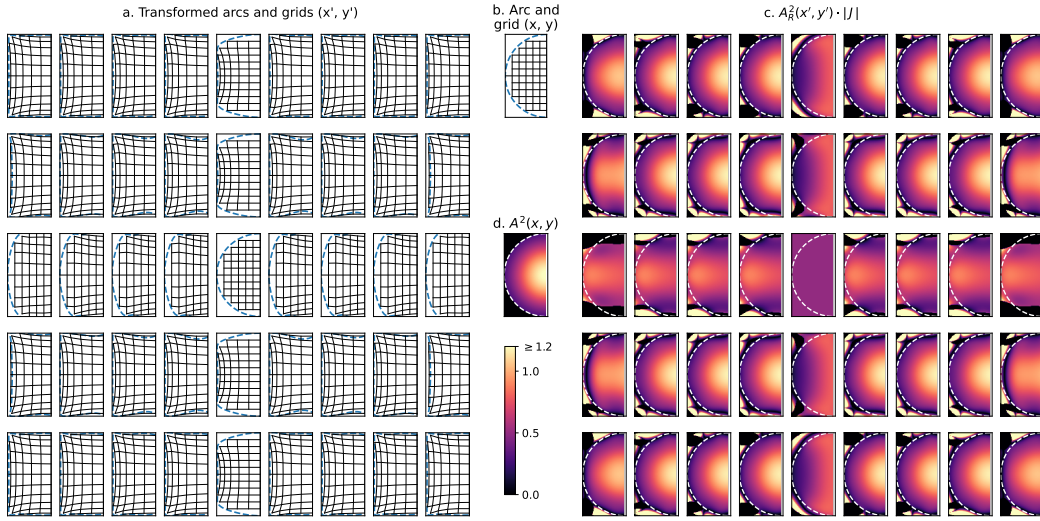 a. Transformed arcs and grids (x', y')
b. Arc and
grid (x, y)
c. $A_R^2(x', y') \cdot |J|$
d. $A^2(x, y)$
≥ 1.2
1.0
0.5
0.0